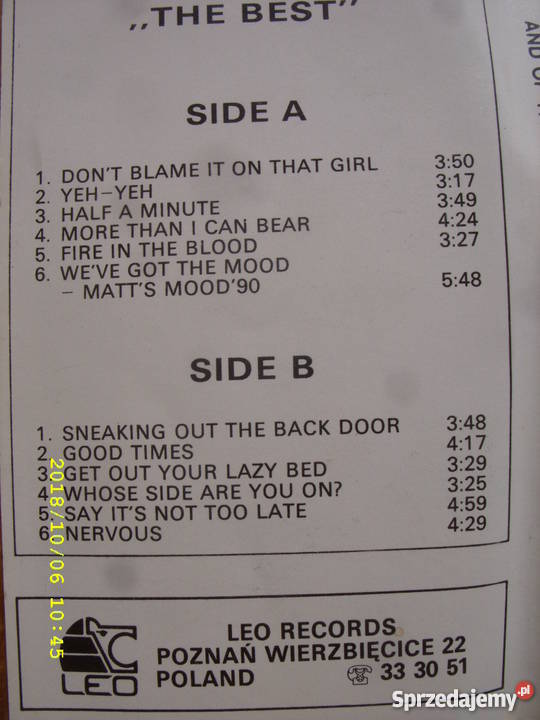 ,,THE BEST"
SIDE A
1. DON'T BLAME IT ON THAT GIRL 3:50
2. YEH-YEH 3:17
3. HALF A MINUTE 3:49
4. MORE THAN I CAN BEAR 4:24
5. FIRE IN THE BLOOD 3:27
6. WE'VE GOT THE MOOD
– MATT'S MOOD'90 5:48
SIDE B
1. SNEAKING OUT THE BACK DOOR 3:48
2. GOOD TIMES 4:17
3. GET OUT YOUR LAZY BED 3:29
4. WHOSE SIDE ARE YOU ON? 3:25
5. SAY IT'S NOT TOO LATE 4:59
6. NERVOUS 4:29
LEO
LEO RECORDS
POZNAŃ WIERZBIĘCICE 22
POLAND ☏ 33 30 51
AND OF
2018/10/06 10:45
Sprzedajemy.pl